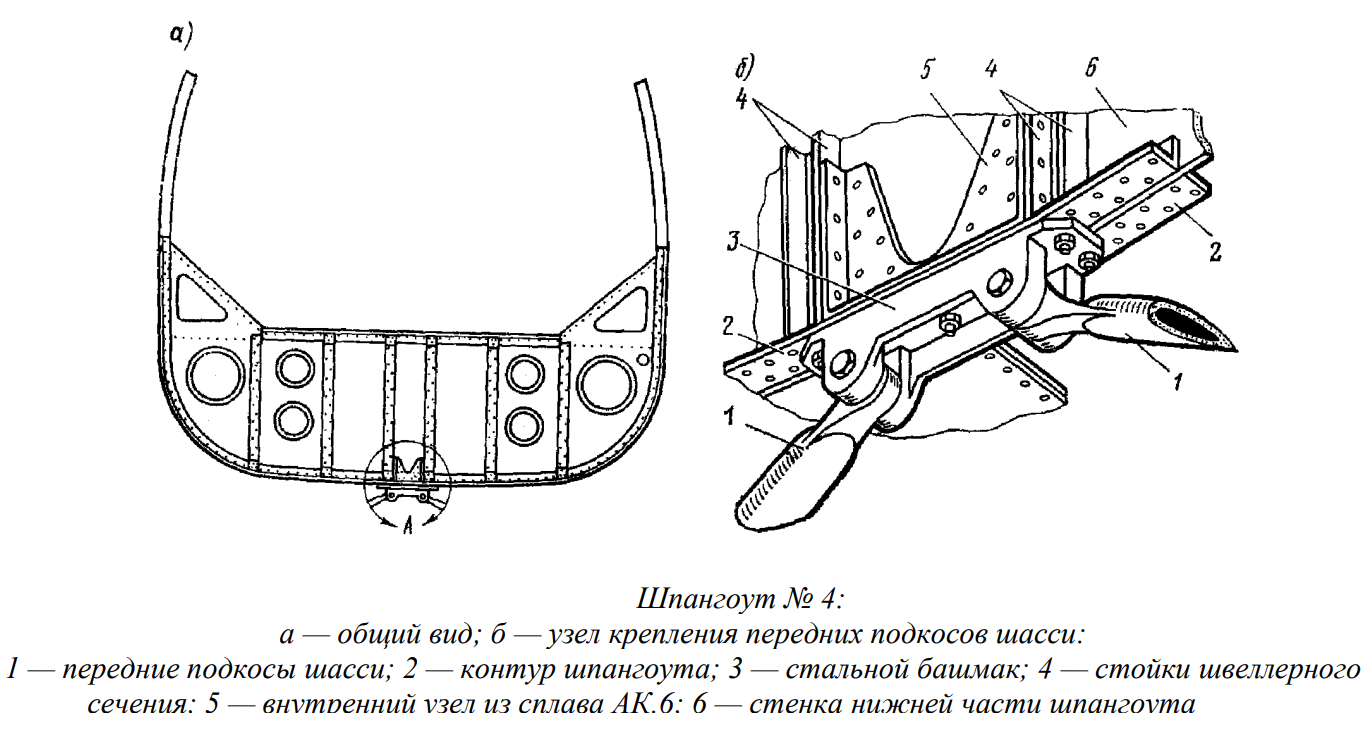 а)
б)
4
5
4
6
3
2
2
1
1
А
Шпангоут № 4:
а — общий вид; б — узел крепления передних подкосов шасси:
1 — передние подкосы шасси; 2 — контур шпангоута; 3 — стальной башмак; 4 — стойки швеллерного
сечения; 5 — внутренний узел из сплава АК.6; 6 — стенка нижней части шпангоута